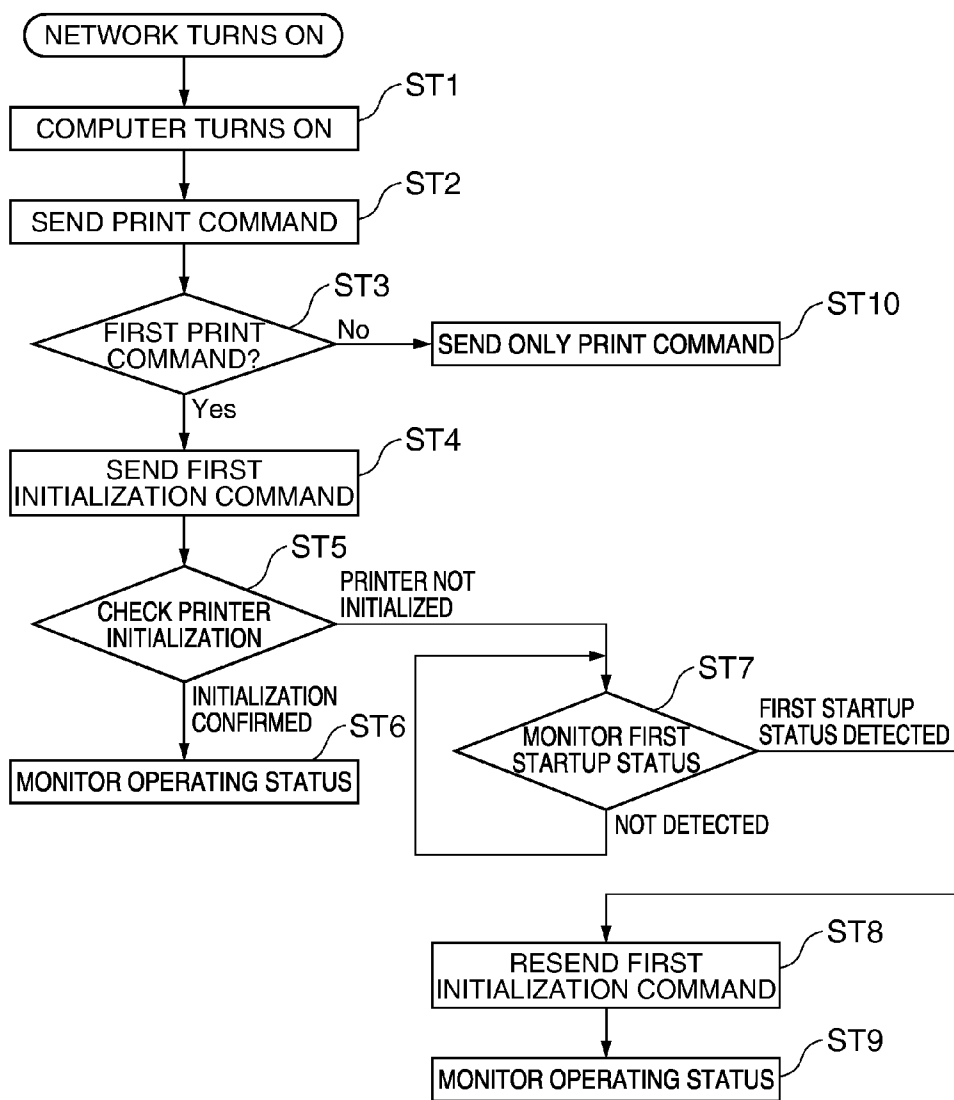 NETWORK TURNS ON
ST1
COMPUTER TURNS ON
ST2
SEND PRINT COMMAND
ST3
FIRST PRINT
COMMAND?
No
ST10
SEND ONLY PRINT COMMAND
Yes
ST4
SEND FIRST
INITIALIZATION COMMAND
ST5
CHECK PRINTER
INITIALIZATION
PRINTER NOT
INITIALIZED
INITIALIZATION
CONFIRMED
ST6
MONITOR OPERATING STATUS
ST7
MONITOR FIRST
STARTUP STATUS
FIRST STARTUP
STATUS DETECTED
NOT DETECTED
ST8
RESEND FIRST
INITIALIZATION COMMAND
ST9
MONITOR OPERATING STATUS